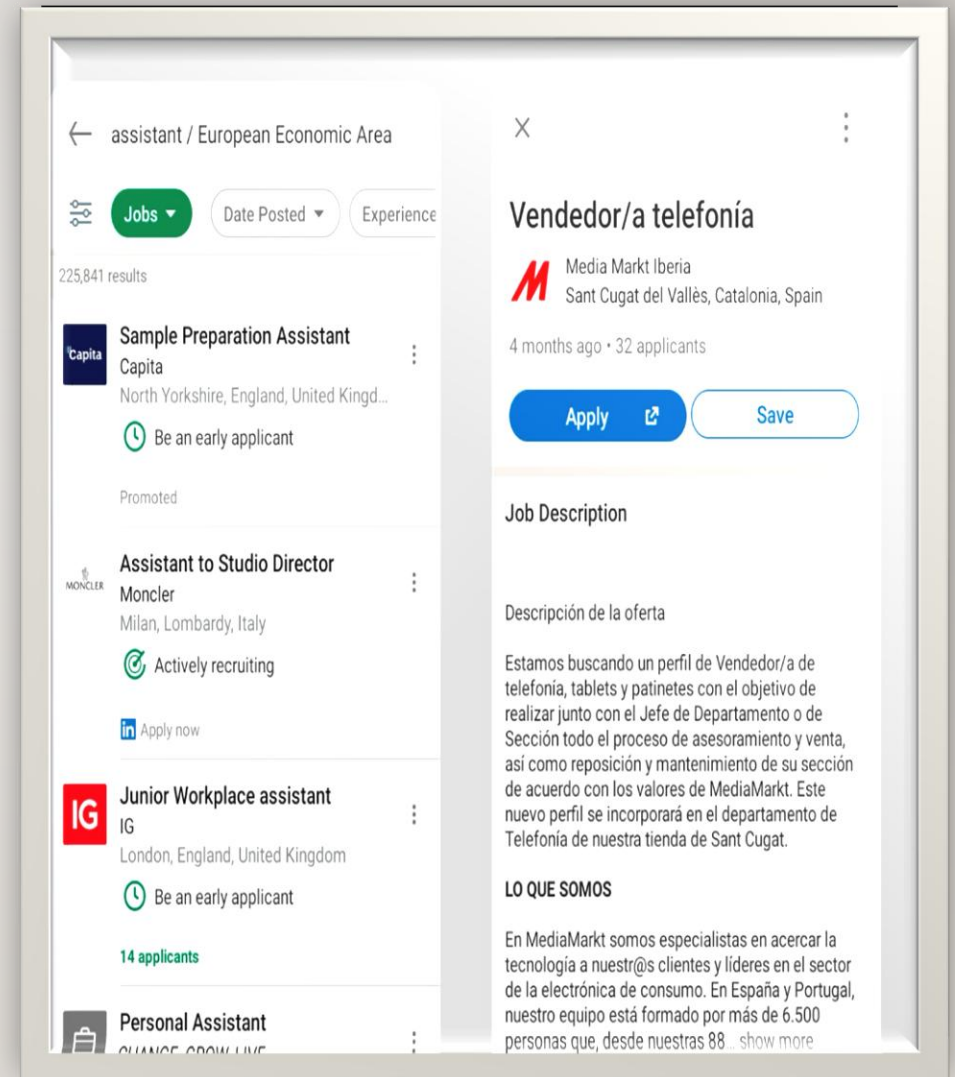 assistant / European Economic Area
Jobs
Date Posted
Experience
225,841 results
Capita
Sample Preparation Assistant
Capita
North Yorkshire, England, United Kingd...
Be an early applicant
Promoted
MONCLER
Assistant to Studio Director
Moncler
Milan, Lombardy, Italy
Actively recruiting
in Apply now
IG
Junior Workplace assistant
IG
London, England, United Kingdom
Be an early applicant
14 applicants
Personal Assistant
CHANGE GROW LIVE
Vendedor/a telefonía
M
Media Markt Iberia
Sant Cugat del Vallès, Catalonia, Spain
4 months ago • 32 applicants
Apply
Save
Job Description
Descripción de la oferta
Estamos buscando un perfil de Vendedor/a de
telefonía, tablets y patinetes con el objetivo de
realizar junto con el Jefe de Departamento o de
Sección todo el proceso de asesoramiento y venta,
así como reposición y mantenimiento de su sección
de acuerdo con los valores de MediaMarkt. Este
nuevo perfil se incorporará en el departamento de
Telefonía de nuestra tienda de Sant Cugat.
LO QUE SOMOS
En MediaMarkt somos especialistas en acercar la
tecnología a nuestr@s clientes y líderes en el sector
de la electrónica de consumo. En España y Portugal,
nuestro equipo está formado por más de 6.500
personas que, desde nuestras 88... show more